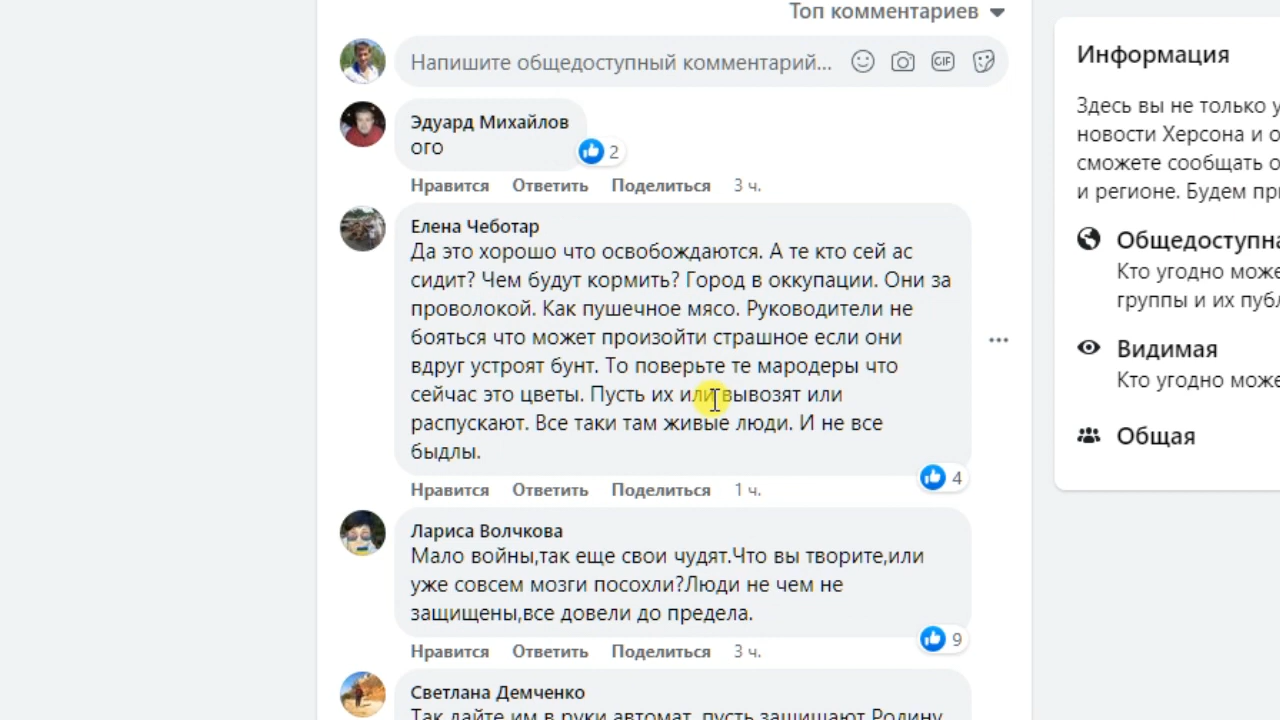 Топ комментариев
Напишите общедоступный комментарий...
GIF
Эдуард Михайлов
ого
2
Нравится Ответить Поделиться 3 ч.
Елена Чеботар
Да это хорошо что освобождаются. А те кто сей ас
сидит? Чем будут кормить? Город в оккупации. Они за
проволокой. Как пушечное мясо. Руководители не
бояться что может произойти страшное если они
вдруг устроят бунт. То поверьте те мародеры что
сейчас это цветы. Пусть их или вывозят или
распускают. Все таки там живые люди. И не все
быдлы.
4
Нравится Ответить Поделиться 1 ч.
Лариса Волчкова
Мало войны,так еще свои чудят.Что вы творите,или
уже совсем мозги посохли?Люди не чем не
защищены,все довели до предела.
9
Нравится Ответить Поделиться 3 ч.
Светлана Демченко
Так дайте им в руки автомат, пусть защищают Родину
Информация
Здесь вы не только у
новости Херсона и о
сможете сообщать о
и регионе. Будем при
Общедоступна
Кто угодно може
группы и их публ
Видимая
Кто угодно може
Общая